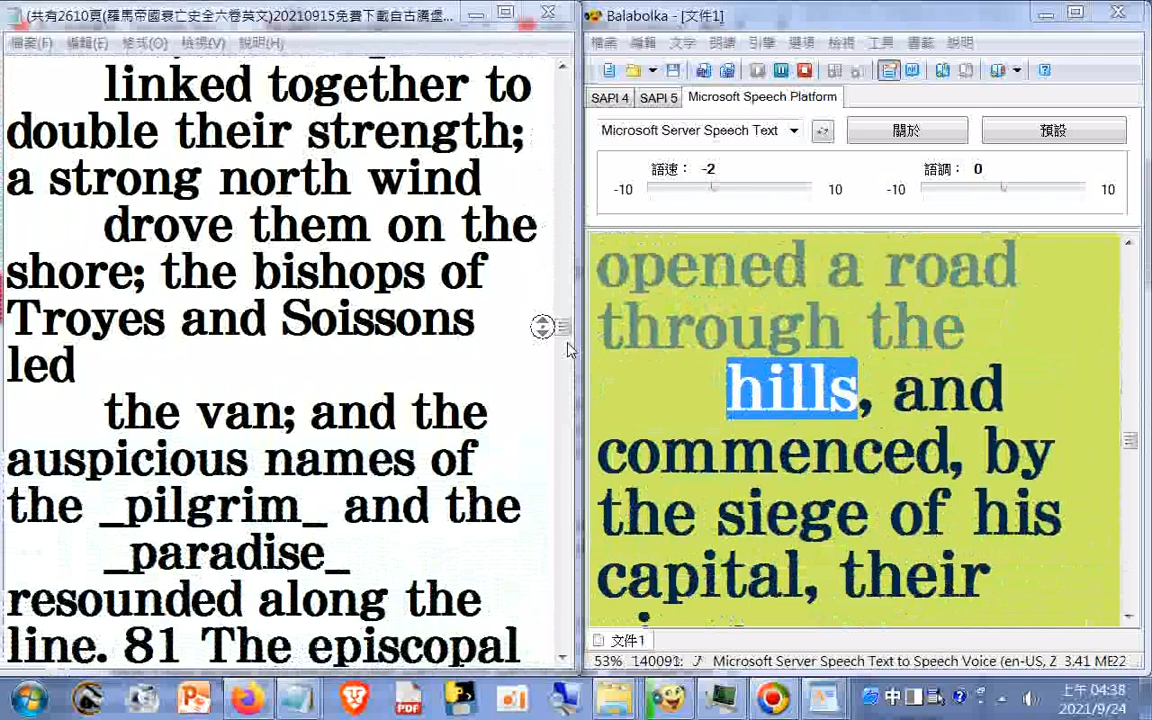 (共有2610頁(羅馬帝國衰亡史全六卷英文)20210915免費下載自古騰堡...
檔案(F) 編輯(E) 格式(O) 檢視(V) 說明(H)
linked together to
double their strength;
a strong north wind
drove them on the
shore; the bishops of
Troyes and Soissons
led
the van; and the
auspicious names of
the _pilgrim_ and the
_paradise_
resounded along the
line. 81 The episcopal
Balabolka - [文件1]
檔案 編輯 文字 朗讀 引擎 選項 檢視 工具 書籤 說明
SAPI 4 SAPI 5 Microsoft Speech Platform
Microsoft Server Speech Text 關於 預設
語速: -2 語調: 0
-10 10 -10 10
opened a road
through the
hills, and
commenced, by
the siege of his
capital, their
文件1
53% 140091: Microsoft Server Speech Text to Speech Voice (en-US, Z 3.41 ME22
中 上午 04:38
2021/9/24